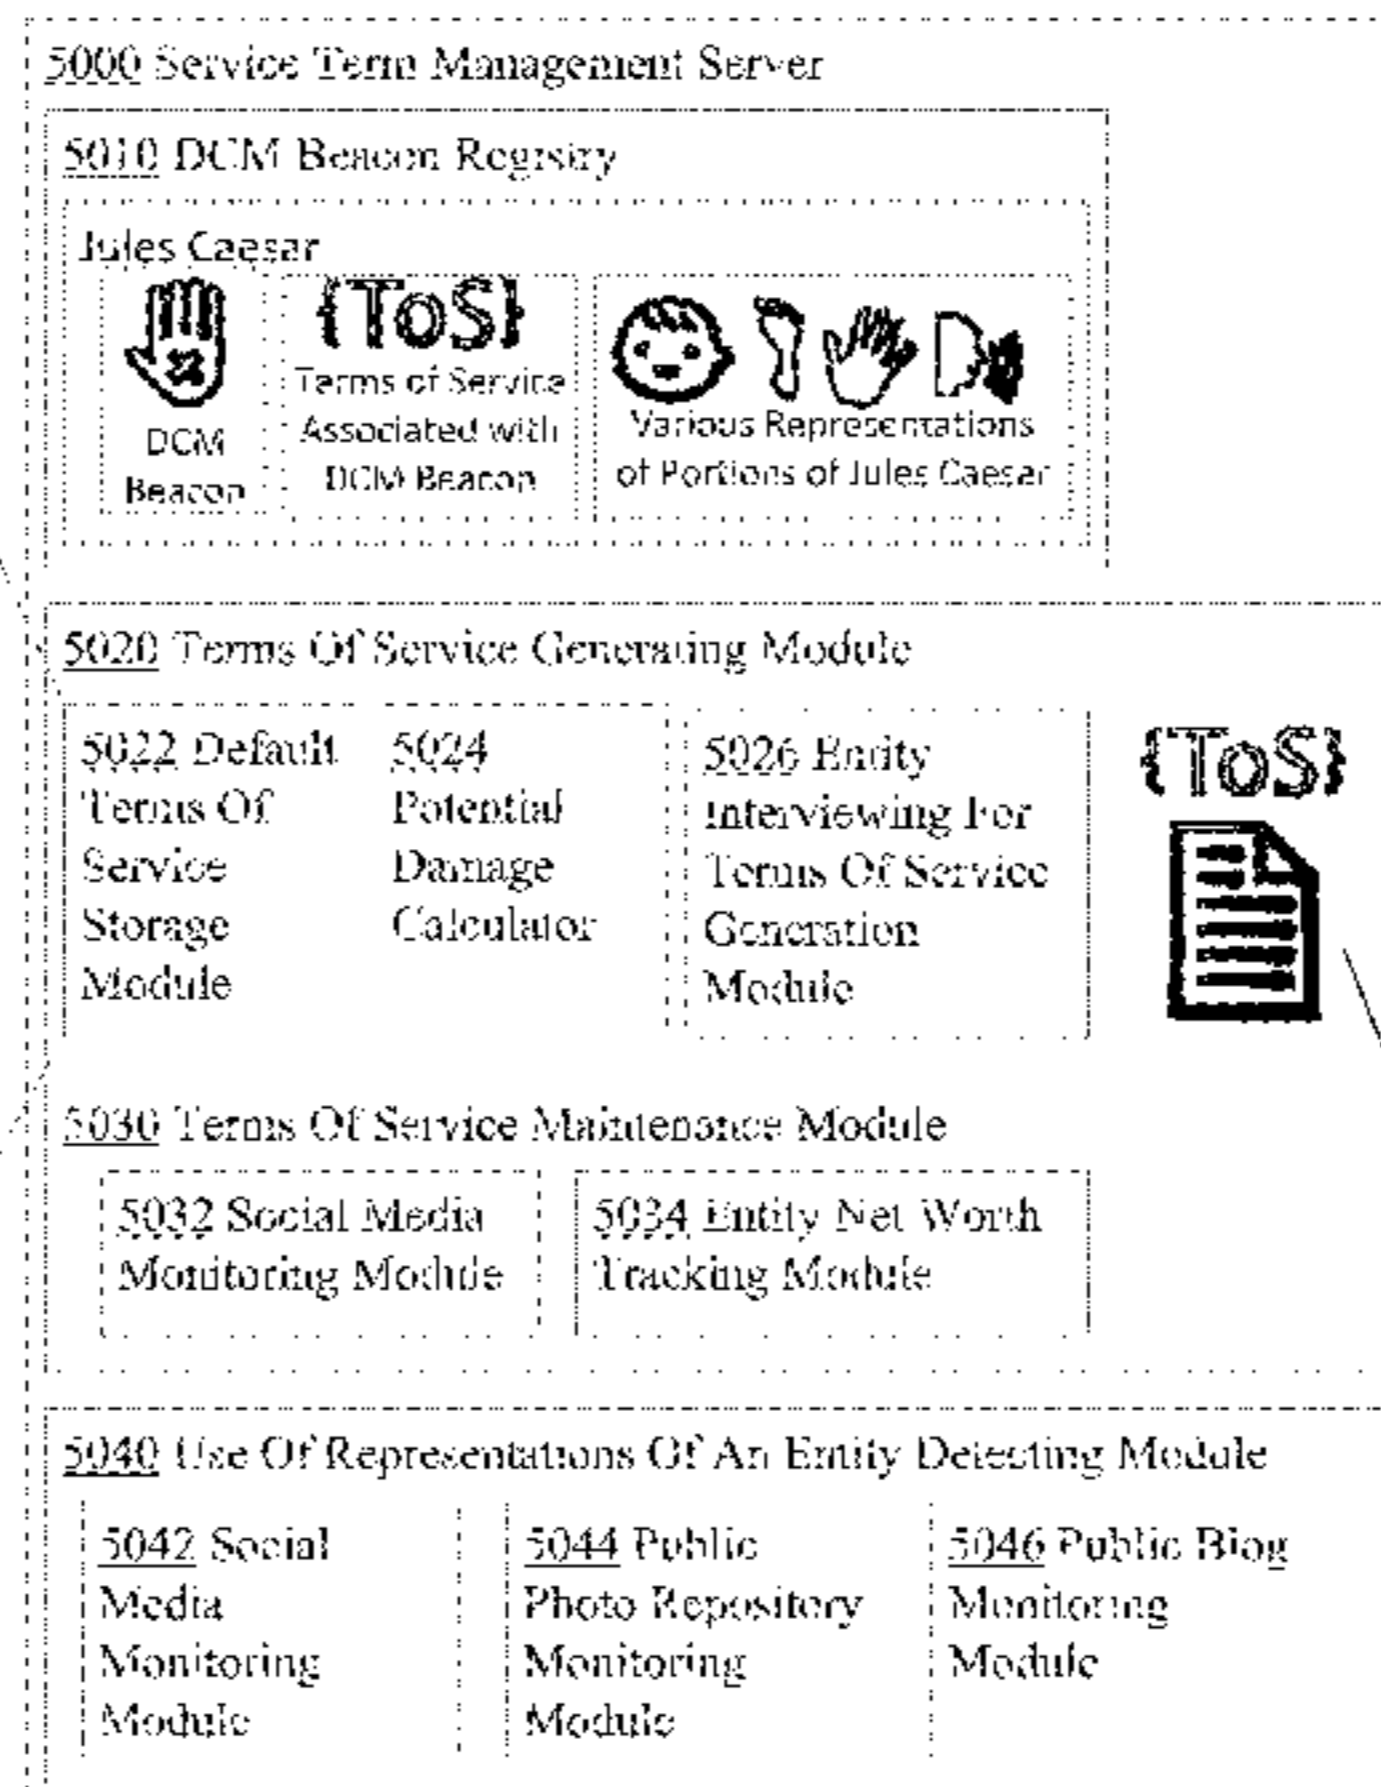 5000 Service Term Management Server
5010 DCM Beacon Registry
Jules Caesar
{ToS}
DCM
Beacon
Terms of Service
Associated with
DCM Beacon
Various Representations
of Portions of Jules Caesar
5020 Terms Of Service Generating Module
5022 Default
Terms Of
Service
Storage
Module
5024
Potential
Damage
Calculator
5026 Entity
Interviewing For
Terms Of Service
Generation
Module
{ToS}
5030 Terms Of Service Maintenance Module
5032 Social Media
Monitoring Module
5034 Entity Net Worth
Tracking Module
5040 Use Of Representations Of An Entity Detecting Module
5042 Social
Media
Monitoring
Module
5044 Public
Photo Repository
Monitoring
Module
5046 Public Blog
Monitoring
Module